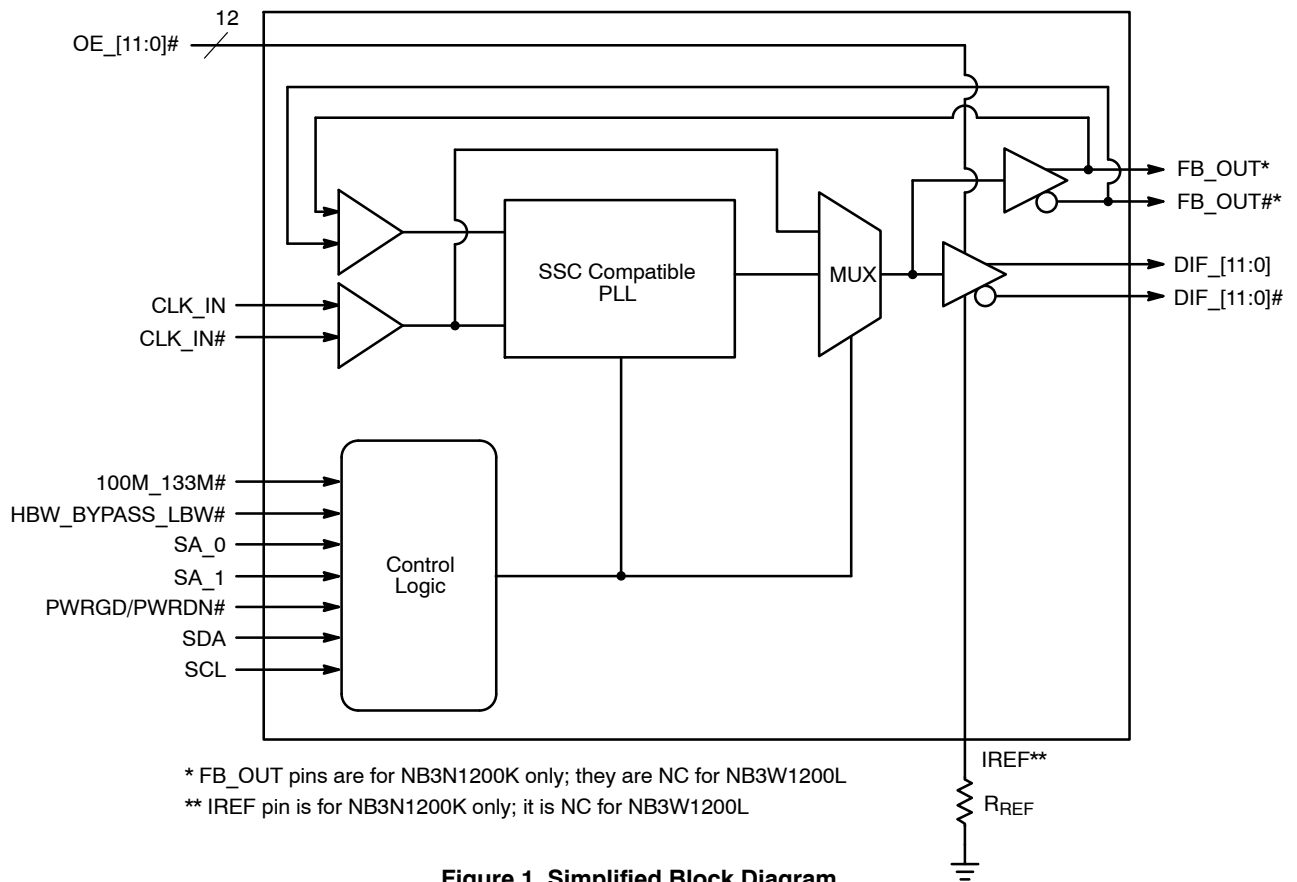 12
OE_[11:0]#
FB_OUT*
FB_OUT#*
SSC Compatible
PLL
MUX
DIF_[11:0]
DIF_[11:0]#
CLK_IN
CLK_IN#
100M_133M#
HBW_BYPASS_LBW#
SA_0
SA_1
PWRGD/PWRDN#
SDA
SCL
Control
Logic
IREF**
RREF
* FB_OUT pins are for NB3N1200K only; they are NC for NB3W1200L
** IREF pin is for NB3N1200K only; it is NC for NB3W1200L
Figure 1. Simplified Block Diagram